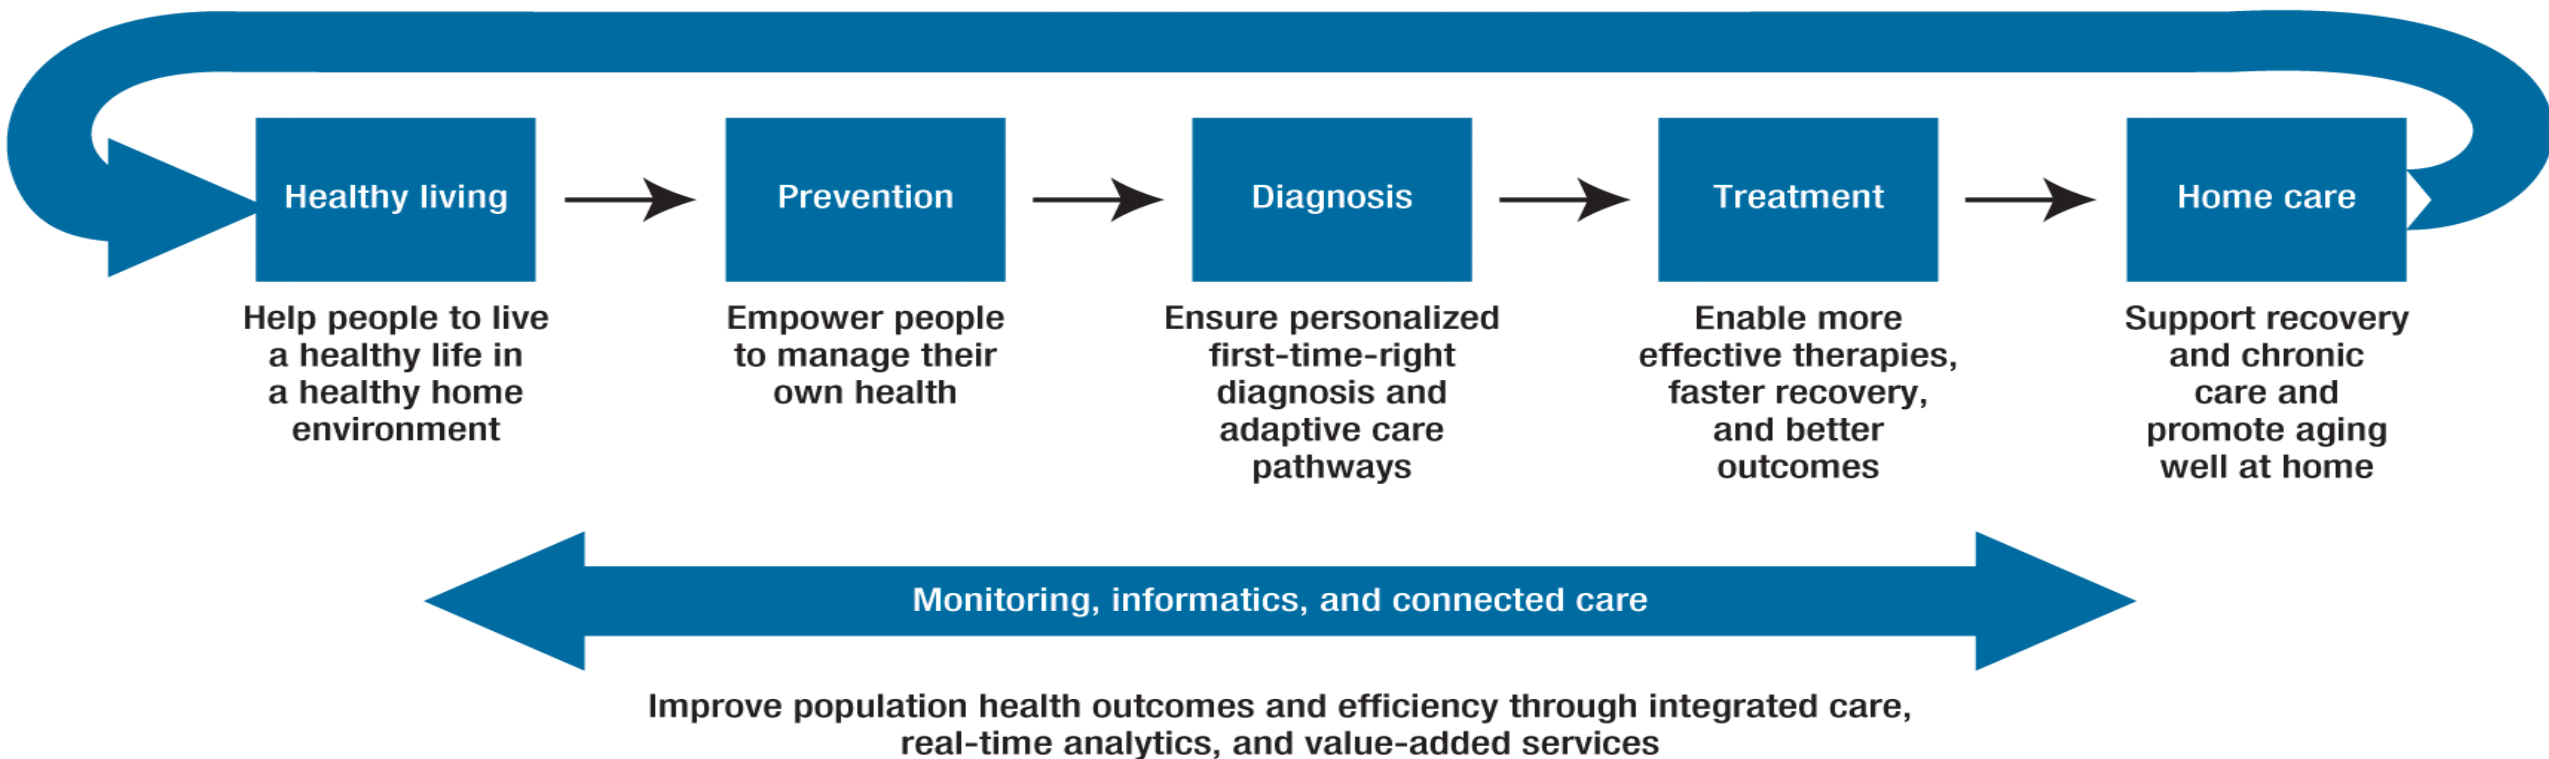 Healthy living
Prevention
Diagnosis
Treatment
Home care
Help people to live
a healthy life in
a healthy home
environment
Empower people
to manage their
own health
Ensure personalized
first-time-right
diagnosis and
adaptive care
pathways
Enable more
effective therapies,
faster recovery,
and better
outcomes
Support recovery
and chronic
care and
promote aging
well at home
Monitoring, informatics, and connected care
Improve population health outcomes and efficiency through integrated care,
real-time analytics, and value-added services